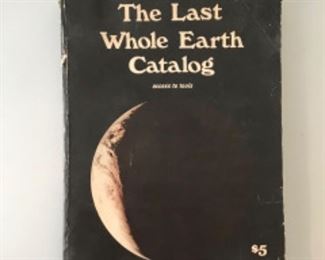 The Last
Whole Earth
Catalog
access to tools
$5